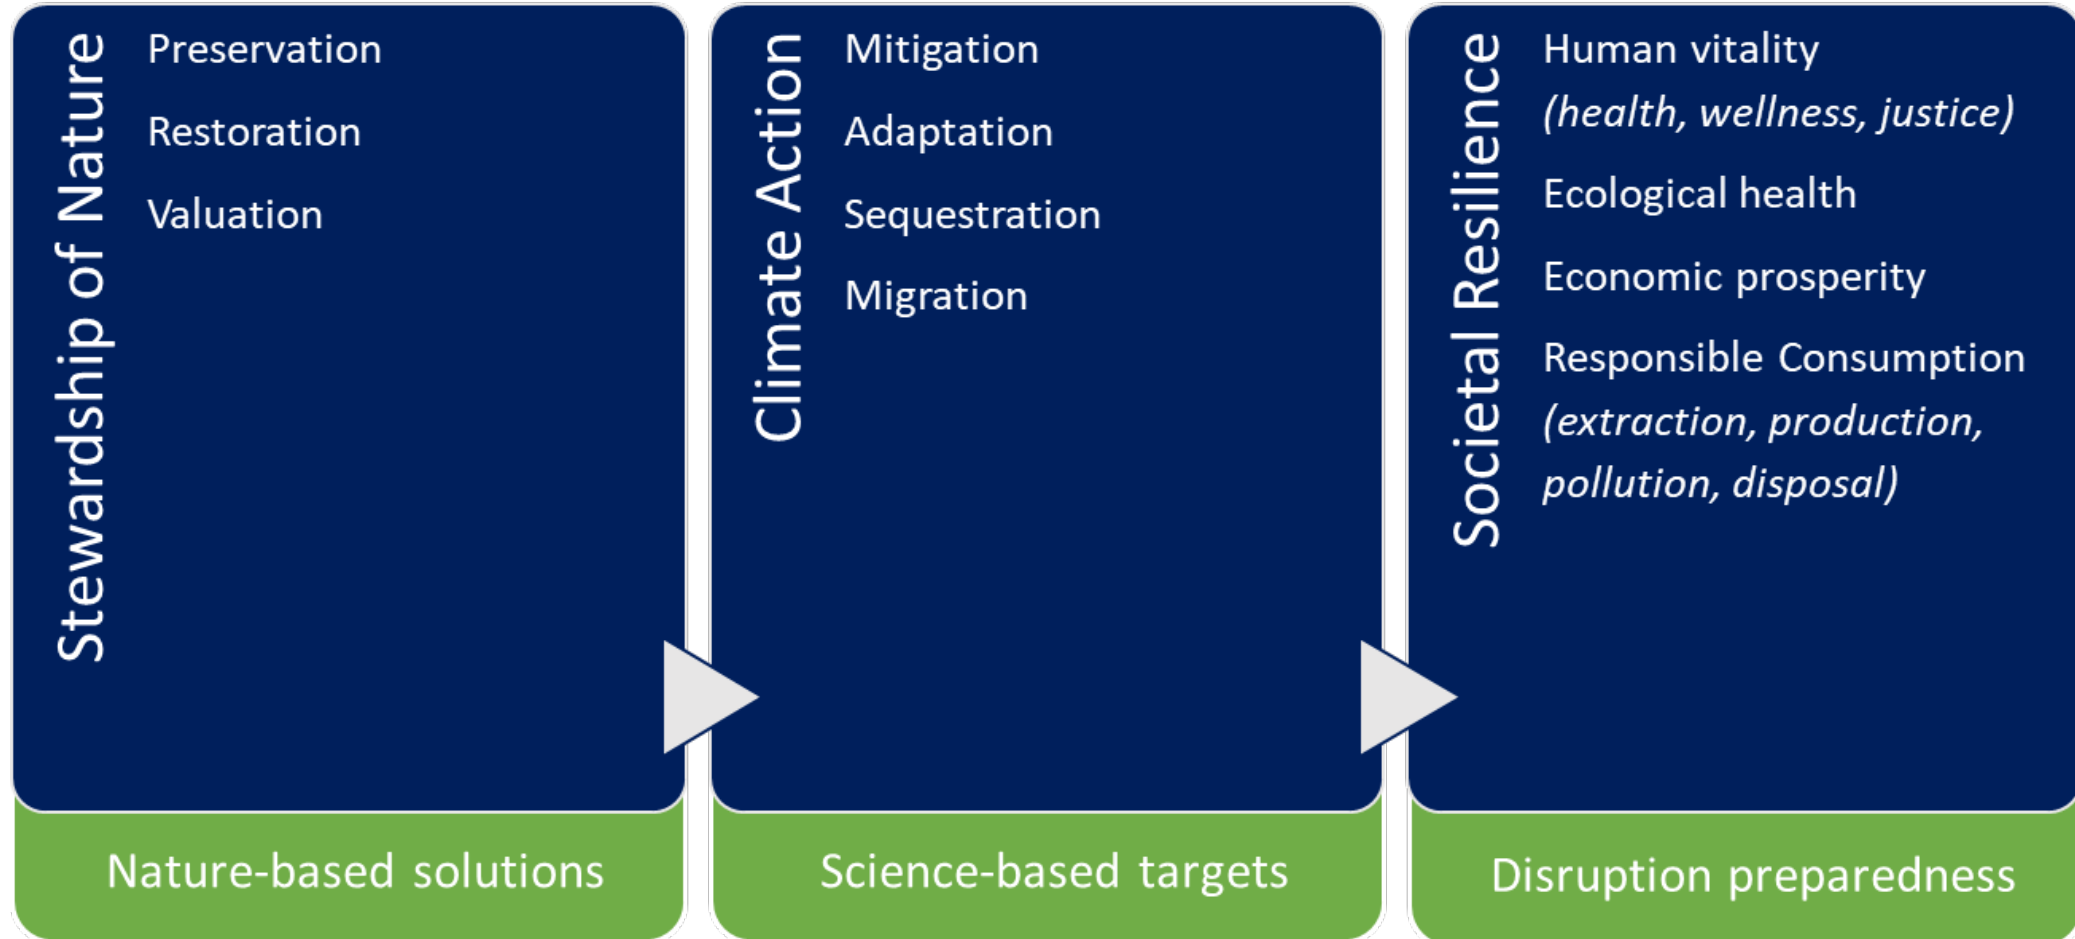 Stewardship of Nature
Preservation
Restoration
Valuation
Nature-based solutions
Climate Action
Mitigation
Adaptation
Sequestration
Migration
Science-based targets
Societal Resilience
Human vitality
(health, wellness, justice)
Ecological health
Economic prosperity
Responsible Consumption
(extraction, production,
pollution, disposal)
Disruption preparedness